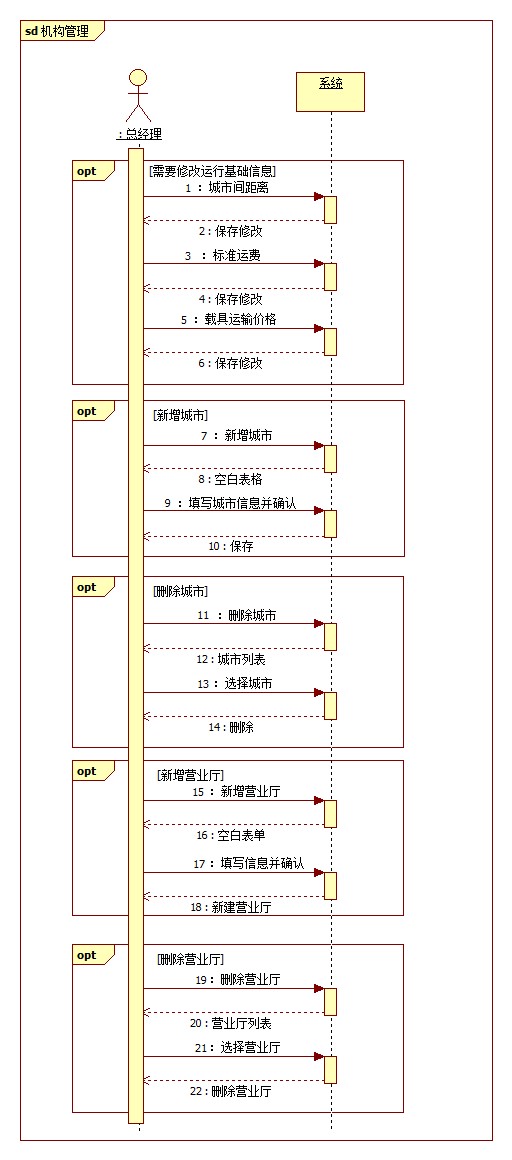 sd 机构管理
系统
: 总经理
opt
[需要修改运行基础信息]
1 : 城市间距离
2 : 保存修改
3 : 标准运费
4 : 保存修改
5 : 载具运输价格
6 : 保存修改
opt
[新增城市]
7 : 新增城市
8 : 空白表格
9 : 填写城市信息并确认
10 : 保存
opt
[删除城市]
11 : 删除城市
12 : 城市列表
13 : 选择城市
14 : 删除
opt
[新增营业厅]
15 : 新增营业厅
16 : 空白表单
17 : 填写信息并确认
18 : 新建营业厅
opt
[删除营业厅]
19 : 删除营业厅
20 : 营业厅列表
21 : 选择营业厅
22 : 删除营业厅